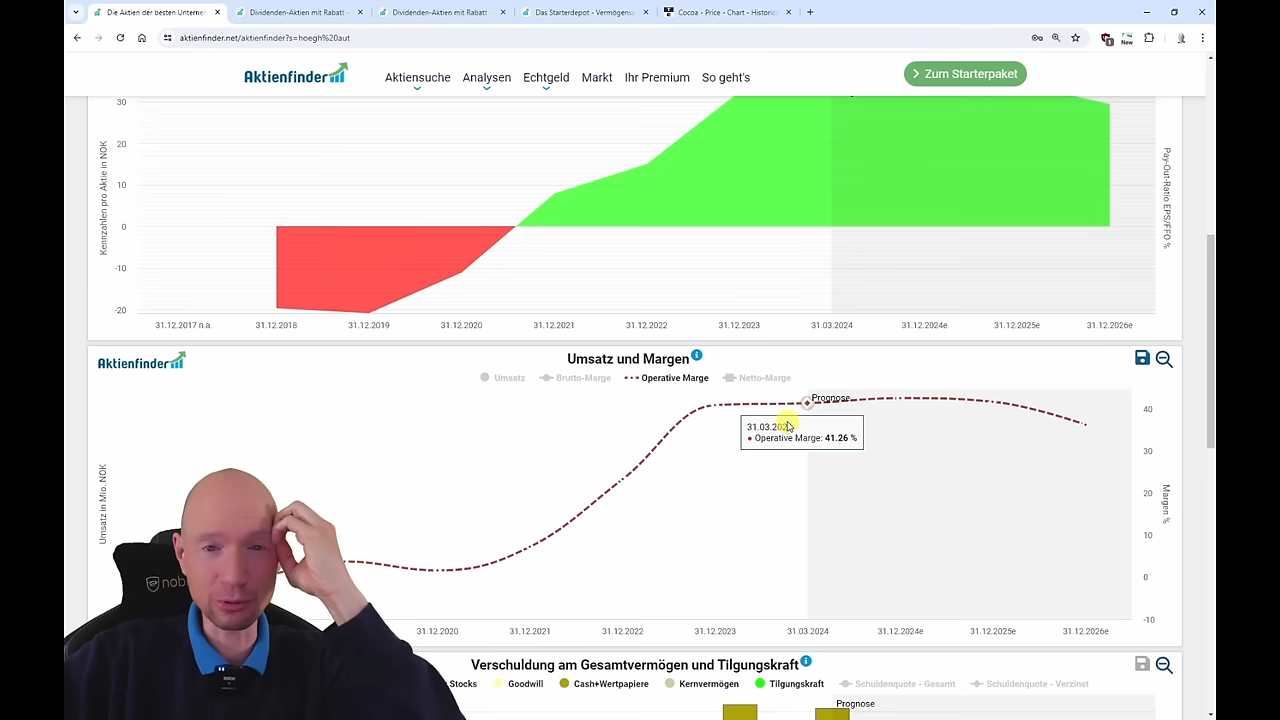 Die Aktien der besten Unterne
Dividenden-Aktien mit Rabatt -
Dividenden-Aktien mit Rabatt -
Das Starterdepot - Vermögens
Cocoa - Price - Chart - Historica
aktienfinder.net/aktienfinder?s=hoegh%20aut
New
Aktienfinder
Aktiensuche
Analysen
Echtgeld
Markt
Ihr Premium
So geht's
Zum Starterpaket
Kennzahlen pro Aktie in NOK
30
20
10
0
-10
-20
Pay-Out-Ratio EPS/FFO %
31.12.2017 n.a.
31.12.2018
31.12.2019
31.12.2020
31.12.2021
31.12.2022
31.12.2023
31.03.2024
31.12.2024e
31.12.2025e
31.12.2026e
Aktienfinder
Umsatz und Margen
Umsatz
Brutto-Marge
Operative Marge
Netto-Marge
Prognose
31.03.20
Operative Marge: 41.26 %
Umsatz in Mio. NOK
40
30
20
10
0
-10
Margen %
31.12.2020
31.12.2021
31.12.2022
31.12.2023
31.03.2024
31.12.2024e
31.12.2025e
31.12.2026e
Verschuldung am Gesamtvermögen und Tilgungskraft
Stocks
Goodwill
Cash+Wertpapiere
Kernvermögen
Tilgungskraft
Schuldenquote - Gesamt
Schuldenquote - Verzinst
Prognose
nob